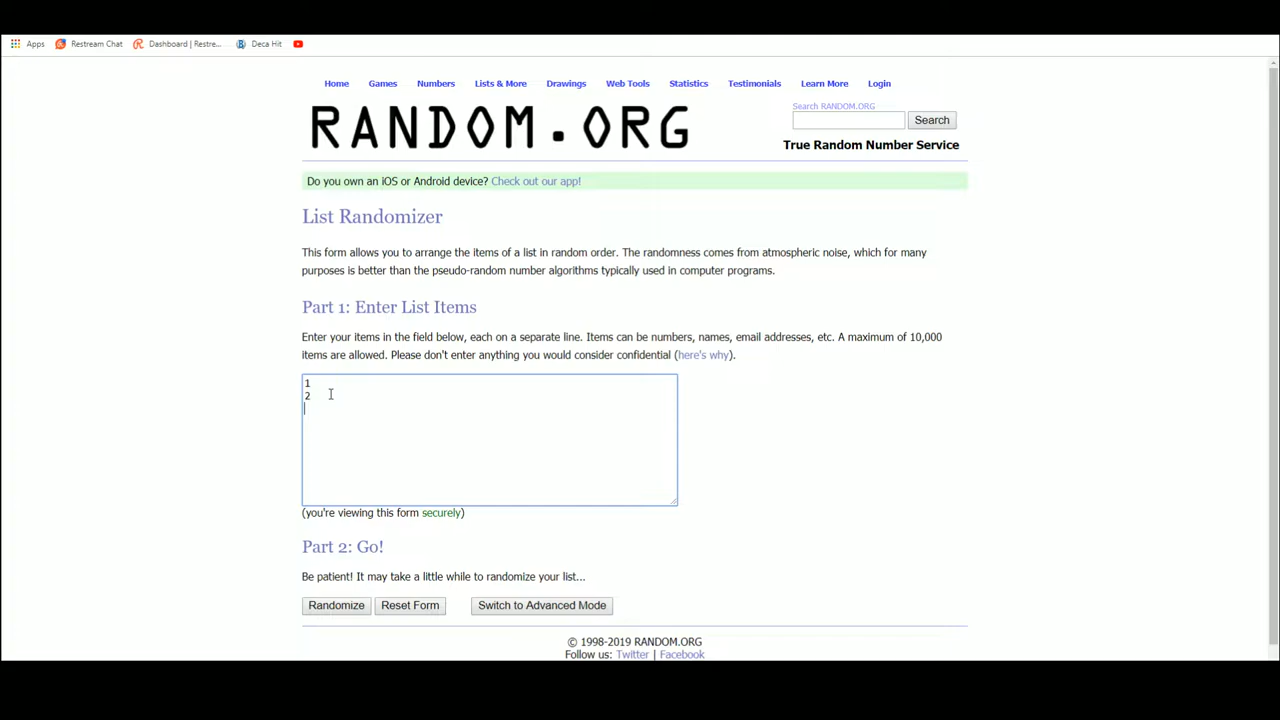 Apps Restream Chat Dashboard | Restre... Deca Hit
Home Games Numbers Lists & More Drawings Web Tools Statistics Testimonials Learn More Login
RANDOM.ORG
Search RANDOM.ORG
Search
True Random Number Service
Do you own an iOS or Android device? Check out our app!
List Randomizer
This form allows you to arrange the items of a list in random order. The randomness comes from atmospheric noise, which for many
purposes is better than the pseudo-random number algorithms typically used in computer programs.
Part 1: Enter List Items
Enter your items in the field below, each on a separate line. Items can be numbers, names, email addresses, etc. A maximum of 10,000
items are allowed. Please don't enter anything you would consider confidential (here's why).
1
2
(you're viewing this form securely)
Part 2: Go!
Be patient! It may take a little while to randomize your list...
Randomize Reset Form Switch to Advanced Mode
© 1998-2019 RANDOM.ORG
Follow us: Twitter | Facebook